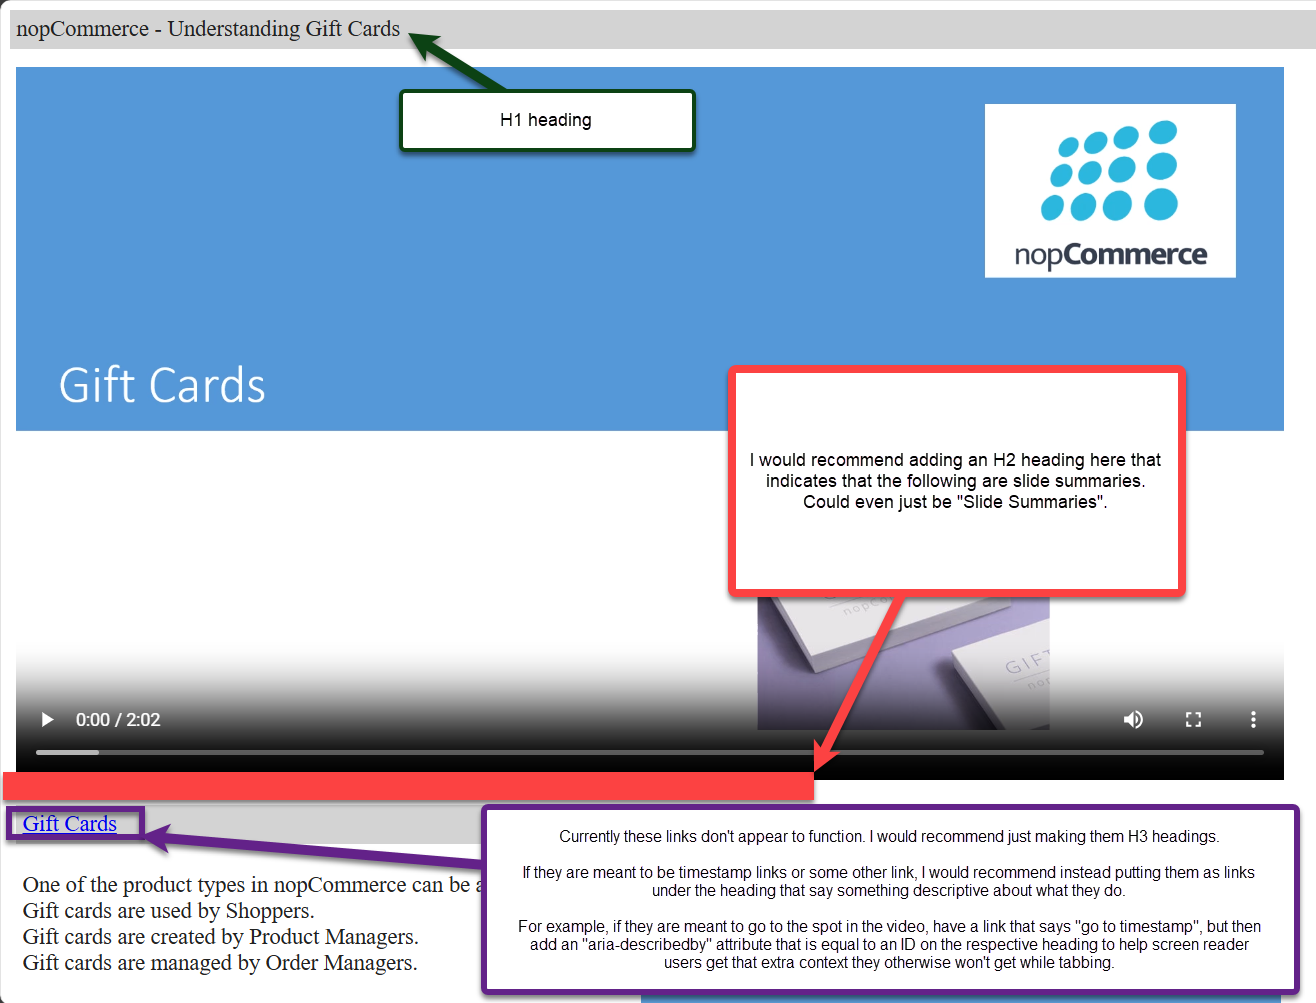 nopCommerce - Understanding Gift Cards
H1 heading
nopCommerce
Gift Cards
I would recommend adding an H2 heading here that
indicates that the following are slide summaries.
Could even just be "Slide Summaries".
GIFT
0:00 / 2:02
Gift Cards
Currently these links don't appear to function. I would recommend just making them H3 headings.
If they are meant to be timestamp links or some other link, I would recommend instead putting them as links
under the heading that say something descriptive about what they do.
For example, if they are meant to go to the spot in the video, have a link that says "go to timestamp", but then
add an "aria-describedby" attribute that is equal to an ID on the respective heading to help screen reader
users get that extra context they otherwise won't get while tabbing.
One of the product types in nopCommerce can be a
Gift cards are used by Shoppers.
Gift cards are created by Product Managers.
Gift cards are managed by Order Managers.